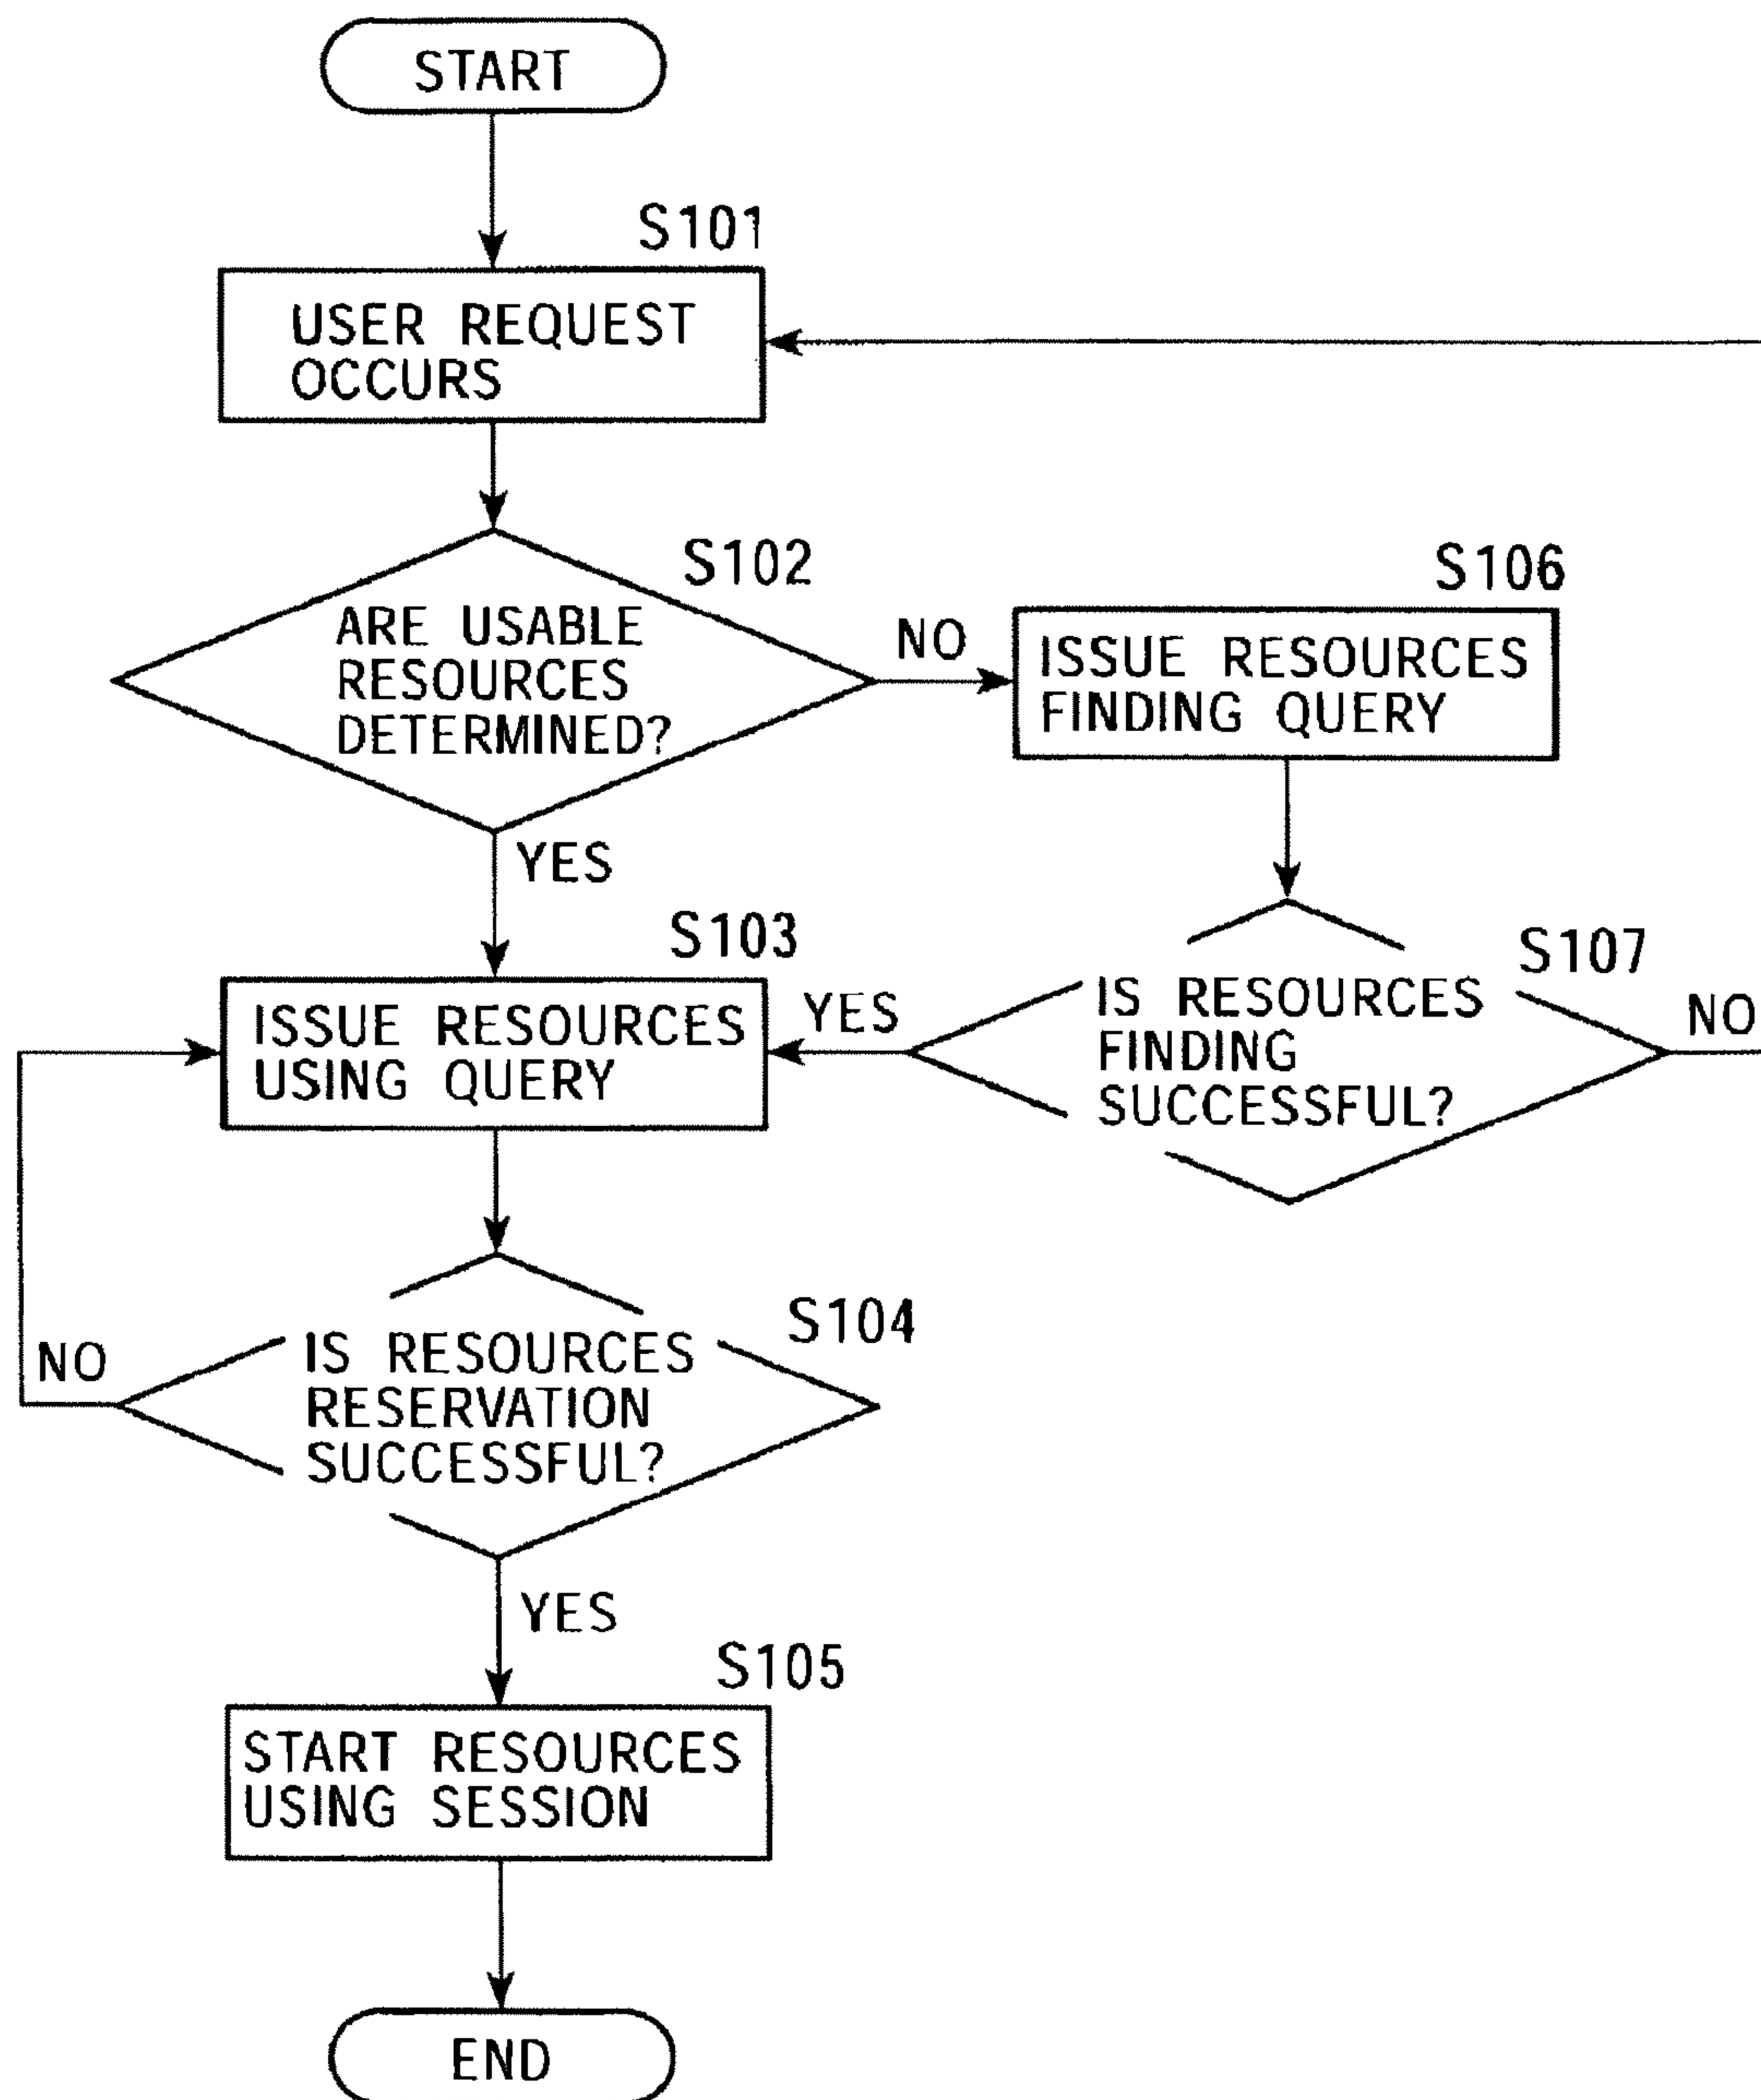 START
S101
USER REQUEST
OCCURS
S102
ARE USABLE
RESOURCES
DETERMINED?
NO
S106
ISSUE RESOURCES
FINDING QUERY
YES
S103
ISSUE RESOURCES
USING QUERY
YES
S107
IS RESOURCES
FINDING
SUCCESSFUL?
NO
S104
IS RESOURCES
RESERVATION
SUCCESSFUL?
NO
YES
S105
START RESOURCES
USING SESSION
END